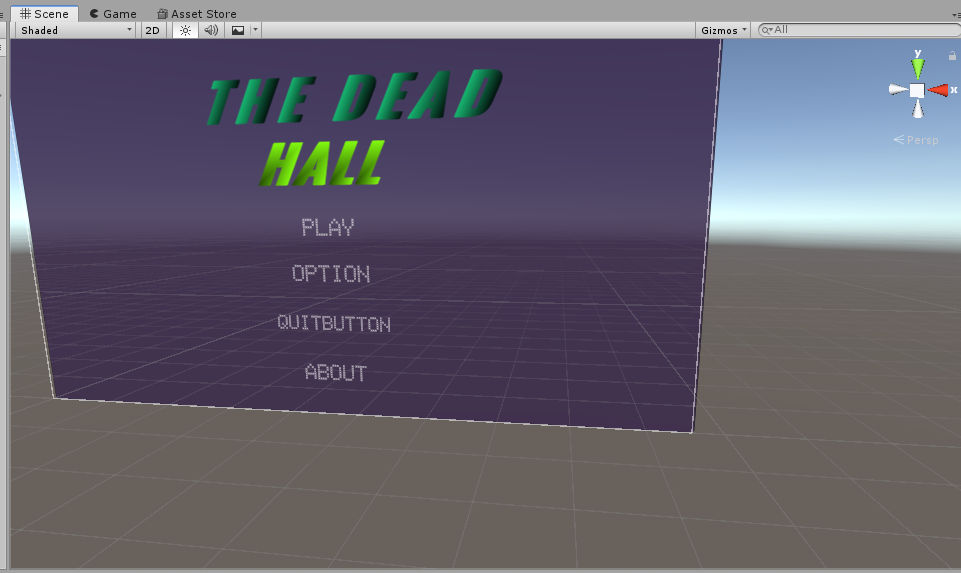 Scene Game Asset Store
Shaded 2D Gizmos All
y
x
Persp
THE DEAD
HALL
PLAY
OPTION
QUITBUTTON
ABOUT